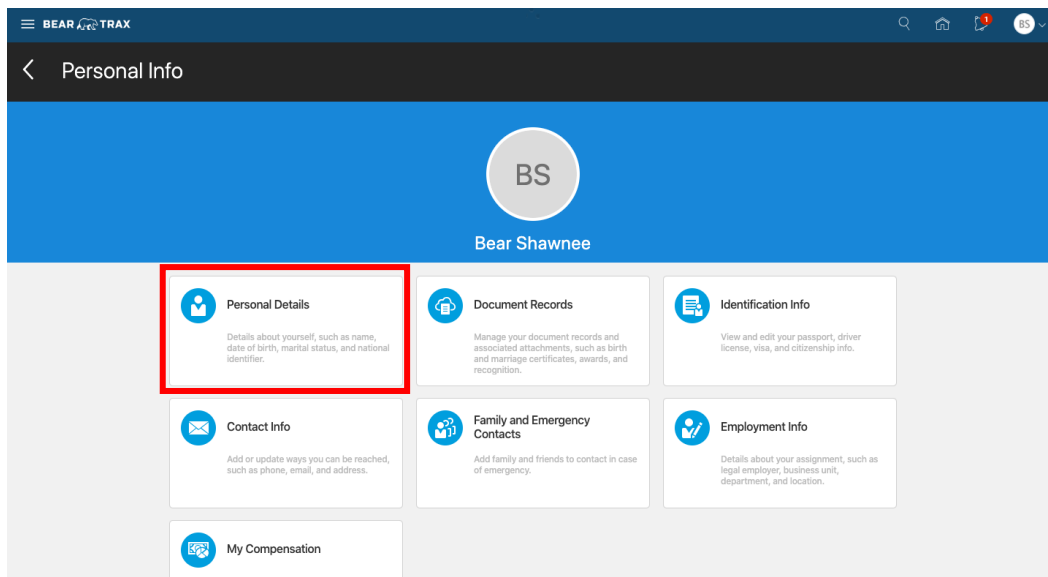 BEAR TRAX
1
BS
Personal Info
BS
Bear Shawnee
Personal Details
Details about yourself, such as name,
date of birth, marital status, and national
identifier.
Document Records
Manage your document records and
associated attachments, such as birth
and marriage certificates, awards, and
recognition.
Identification Info
View and edit your passport, driver
license, visa, and citizenship info.
Contact Info
Add or update ways you can be reached,
such as phone, email, and address.
Family and Emergency
Contacts
Add family and friends to contact in case
of emergency.
Employment Info
Details about your assignment, such as
legal employer, business unit,
department, and location.
My Compensation